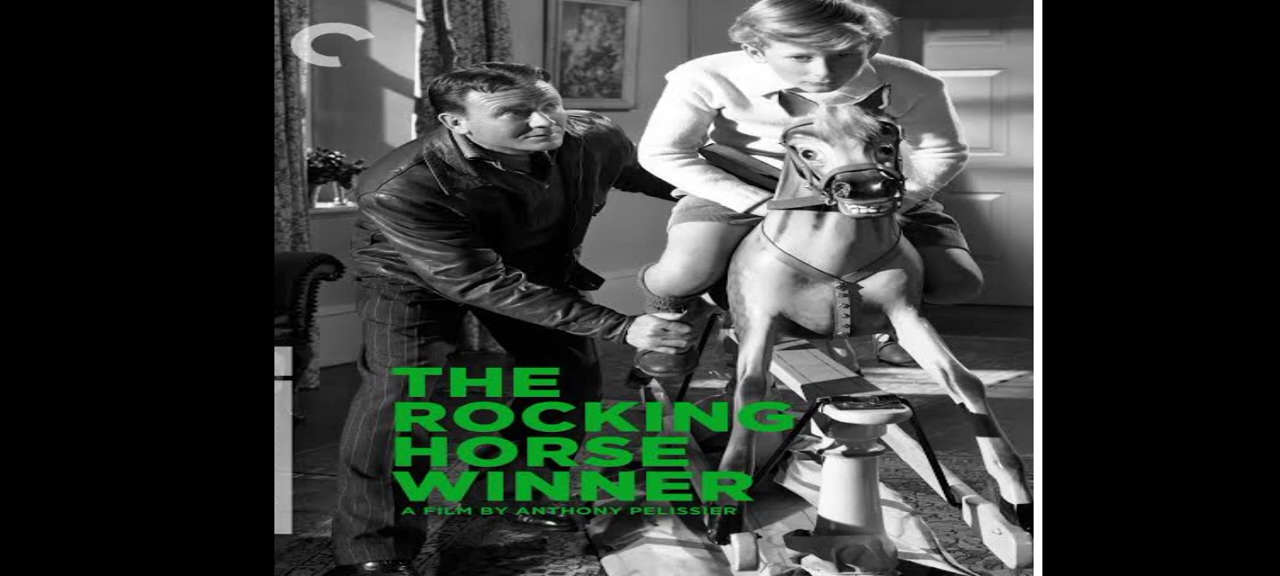 THE
ROCKING
HORSE
WINNER
A FILM BY ANTHONY PELISSIER